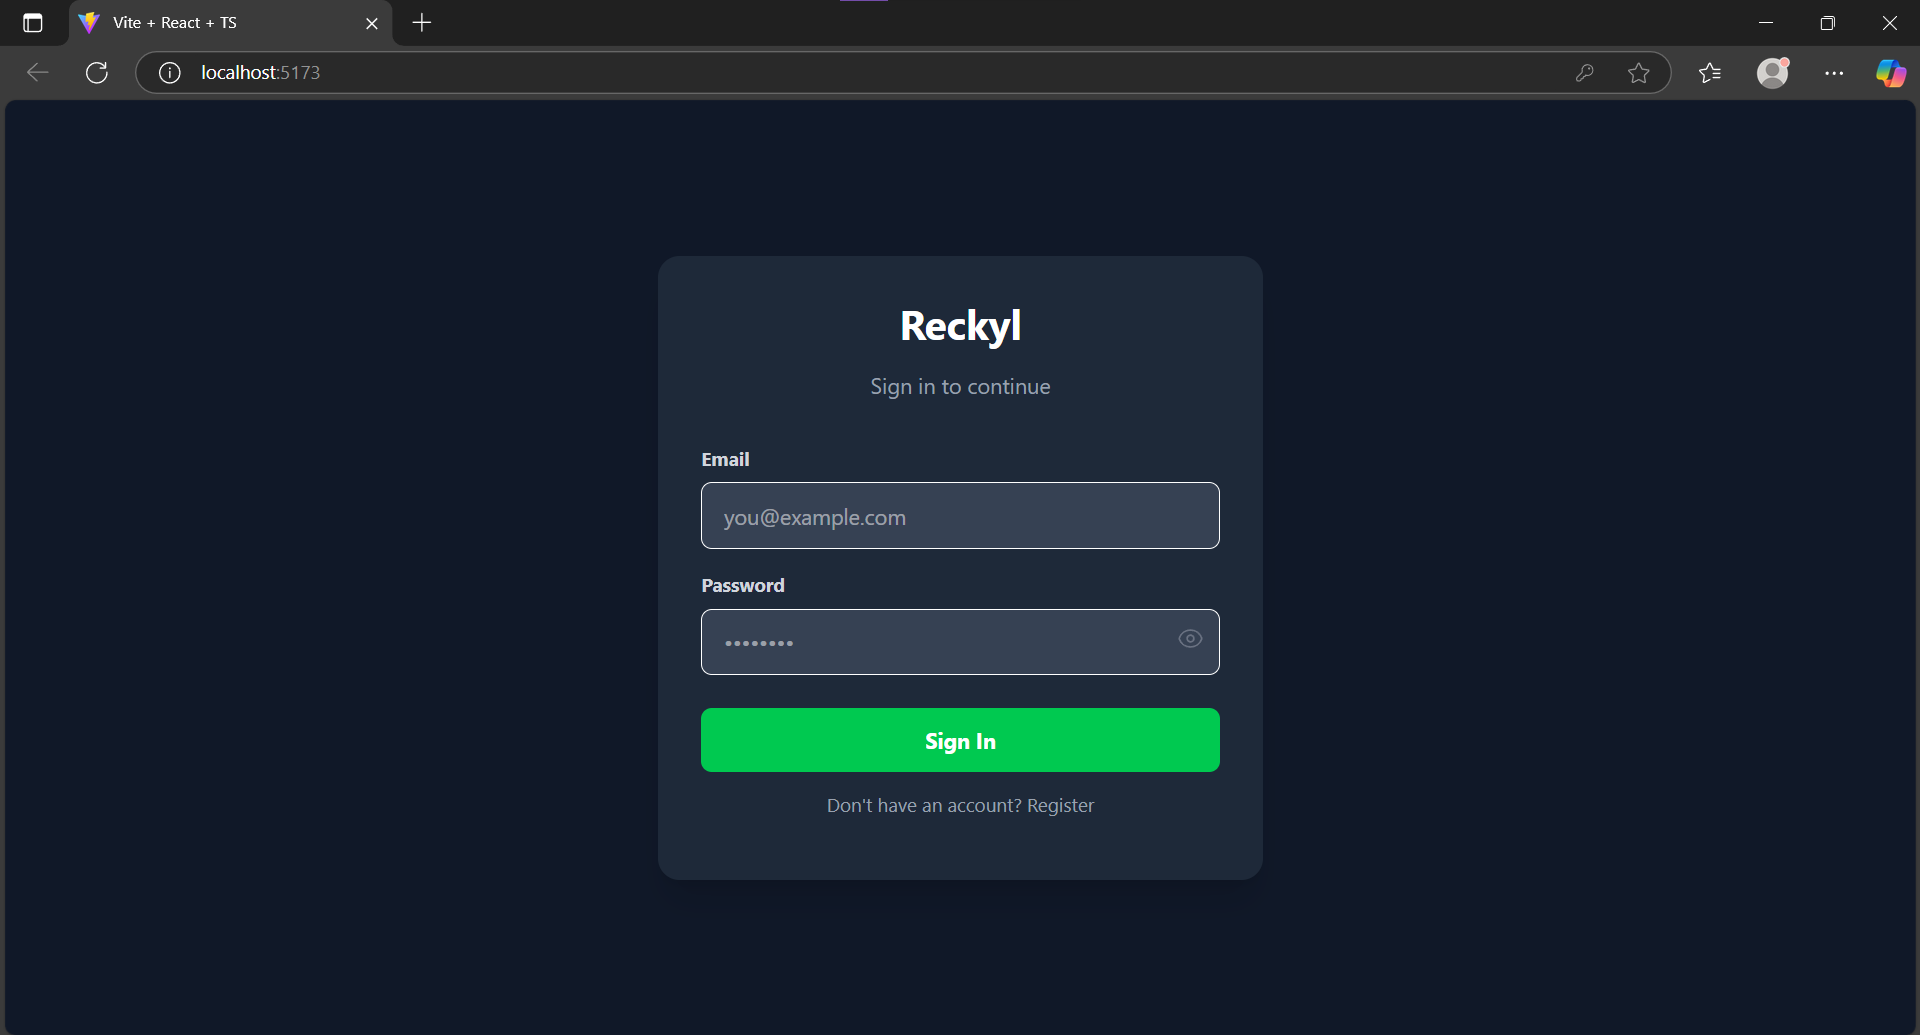 Vite + React + TS
localhost:5173
Reckyl
Sign in to continue
Email
you@example.com
Password
••••••••
Sign In
Don't have an account? Register